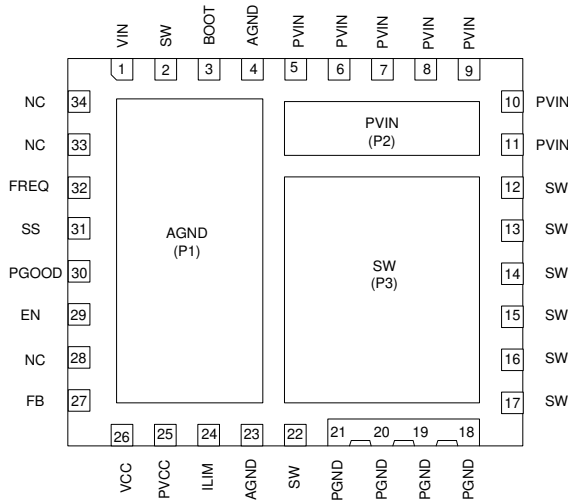 VIN SW BOOT AGND PVIN PVIN PVIN PVIN PVIN
1 2 3 4 5 6 7 8 9
NC 34 10 PVIN
PVIN
(P2)
NC 33 11 PVIN
FREQ 32 12 SW
SS 31 13 SW
AGND
(P1)
PGOOD 30 14 SW
SW
(P3)
EN 29 15 SW
NC 28 16 SW
FB 27 17 SW
26 25 24 23 22 21 20 19 18
VCC PVCC ILIM AGND SW PGND PGND PGND PGND